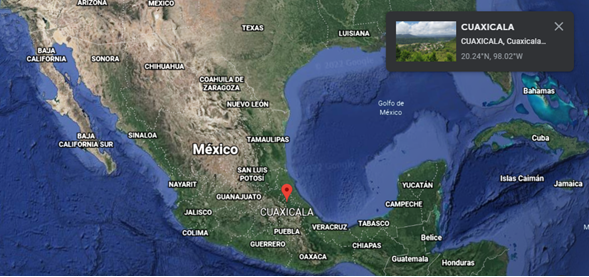 ARIZONA
MÉXICO
TEXAS
LUISIANA
CUAXICALA
CUAXICALA, Cuaxicala...
20.24°N, 98.02°W
BAJA
CALIFORNIA
SONORA
CHIHUAHUA
COAHUILA DE
ZARAGOZA
NUEVO LEÓN
Golfo de
México
Bahamas
BAJA
CALIFORNIA SUR
SINALOA
TAMAULIPAS
Cuba
México
SAN LUIS
POTOSÍ
NAYARIT
GUANAJUATO
YUCATÁN
Islas Caimán
Jamaica
JALISCO
CUAXICALA
CAMPECHE
COLIMA
PUEBLA
VERACRUZ
TABASCO
GUERRERO
CHIAPAS
Belice
OAXACA
Guatemala
Honduras